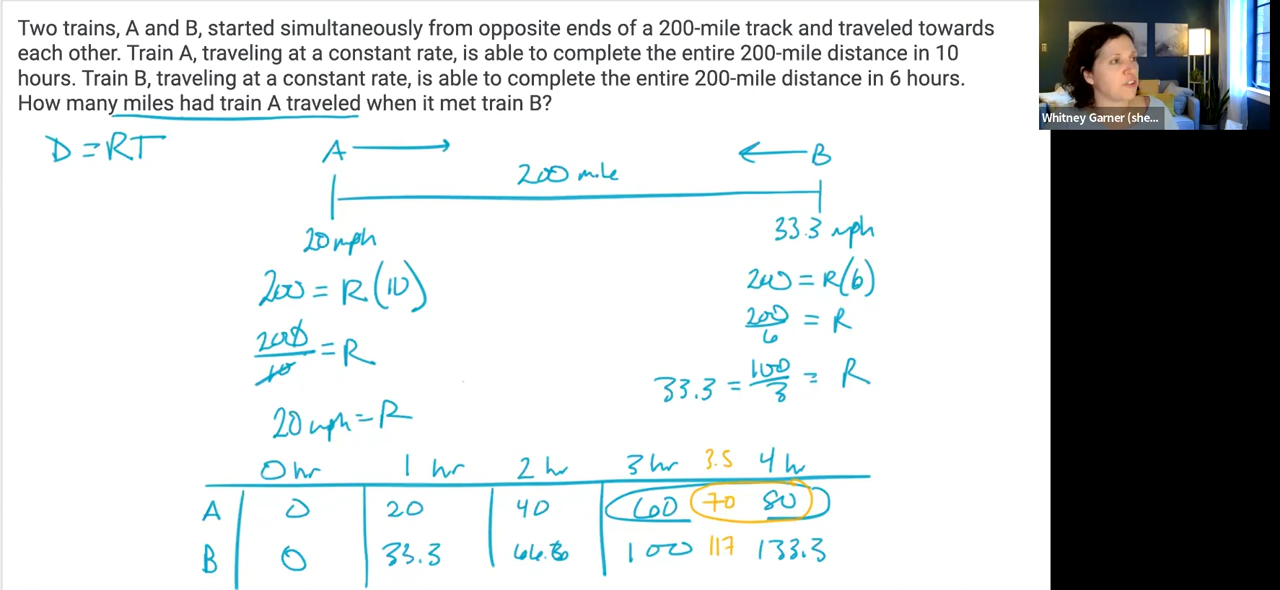 Two trains, A and B, started simultaneously from opposite ends of a 200-mile track and traveled towards
each other. Train A, traveling at a constant rate, is able to complete the entire 200-mile distance in 10
hours. Train B, traveling at a constant rate, is able to complete the entire 200-mile distance in 6 hours.
How many miles had train A traveled when it met train B?
Whitney Garner (she...
D = RT
A
B
200 mile
20 mph
33.3 mph
200 = R(10)
200 = R(6)
200/10 = R
200/6 = R
33.3 = 100/3 = R
20 mph = R
0 hr 1 hr 2 hr 3 hr 3.5 4 hr
A 0 20 40 60 70 80
B 0 33.3 66.6 100 117 133.3